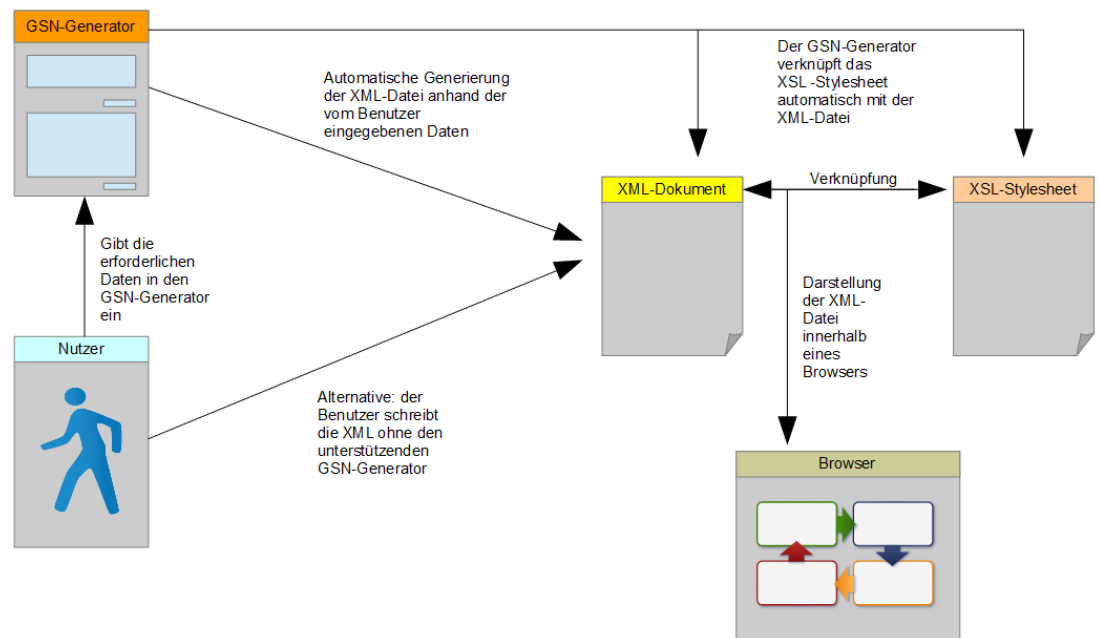 GSN-Generator
Automatische Generierung
der XML-Datei anhand der
vom Benutzer
eingegebenen Daten
Der GSN-Generator
verknüpft das
XSL-Stylesheet
automatisch mit der
XML-Datei
XML-Dokument
Verknüpfung
XSL-Stylesheet
Gibt die
erforderlichen
Daten in den
GSN-Generator
ein
Darstellung
der XML-
Datei
innerhalb
eines
Browsers
Nutzer
Alternative: der
Benutzer schreibt
die XML ohne den
unterstützenden
GSN-Generator
Browser